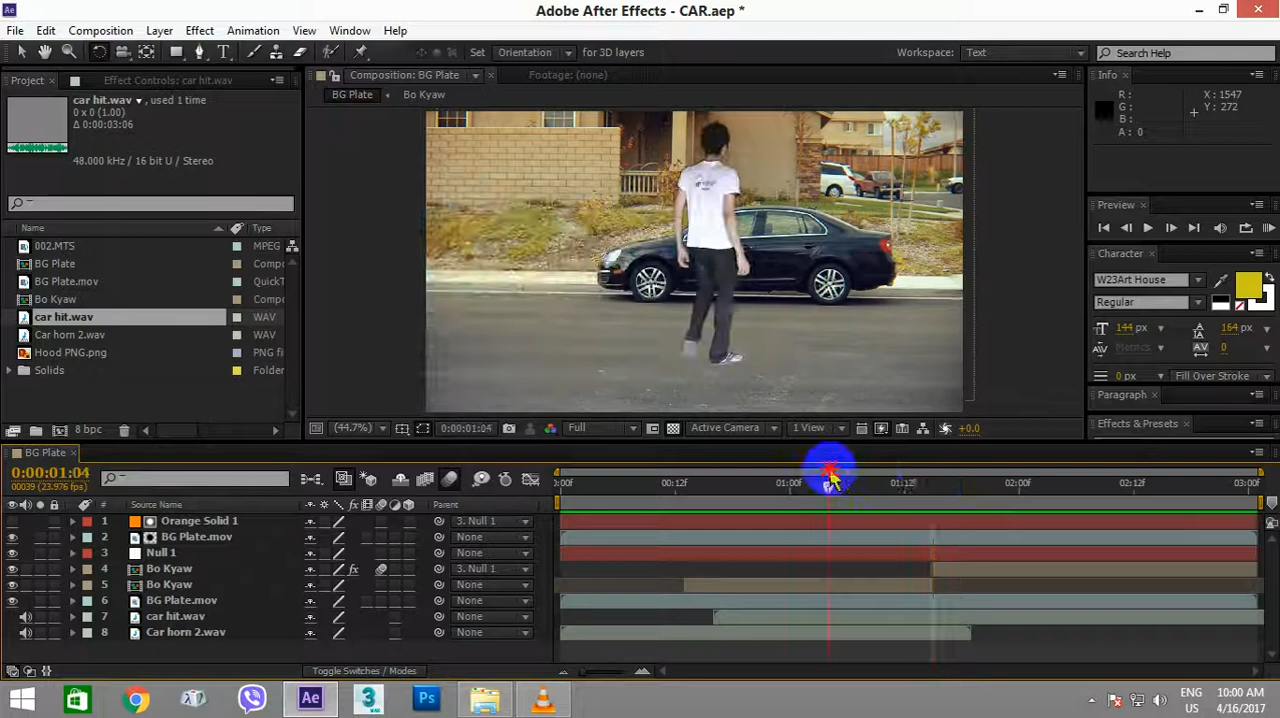 Adobe After Effects - CAR.aep *
File Edit Composition Layer Effect Animation View Window Help
Set Orientation for 3D layers Workspace: Text Search Help
Project Effect Controls: car hit.wav Composition: BG Plate Footage: (none) Info
car hit.wav , used 1 time
0 x 0 (1.00)
Δ 0:00:03:06
48.000 kHz / 16 bit U / Stereo
BG Plate Bo Kyaw
R :
G :
B :
A : 0
X : 1547
Y : 272
Name Type
002.MTS MPEG
BG Plate Compc
BG Plate.mov QuickT
Bo Kyaw Compc
car hit.wav WAV
Car horn 2.wav WAV
Hood PNG.png PNG fi
Solids Folder
8 bpc
Preview
Character
W23Art House
Regular
144 px 164 px
Metrics 0
0 px Fill Over Stroke
Paragraph
Effects & Presets
(44.7%) 0:00:01:04 Full Active Camera 1 View +0.0
BG Plate
0:00:01:04
00039 (23.976 fps)
:00f 00:12f 01:00f 01:12f 02:00f 02:12f 03:00f
# Source Name Parent
1 Orange Solid 1 3. Null 1
2 BG Plate.mov None
3 Null 1 None
4 Bo Kyaw 3. Null 1
5 Bo Kyaw None
6 BG Plate.mov None
7 car hit.wav None
8 Car horn 2.wav None
Toggle Switches / Modes
ENG
US
10:00 AM
4/16/2017